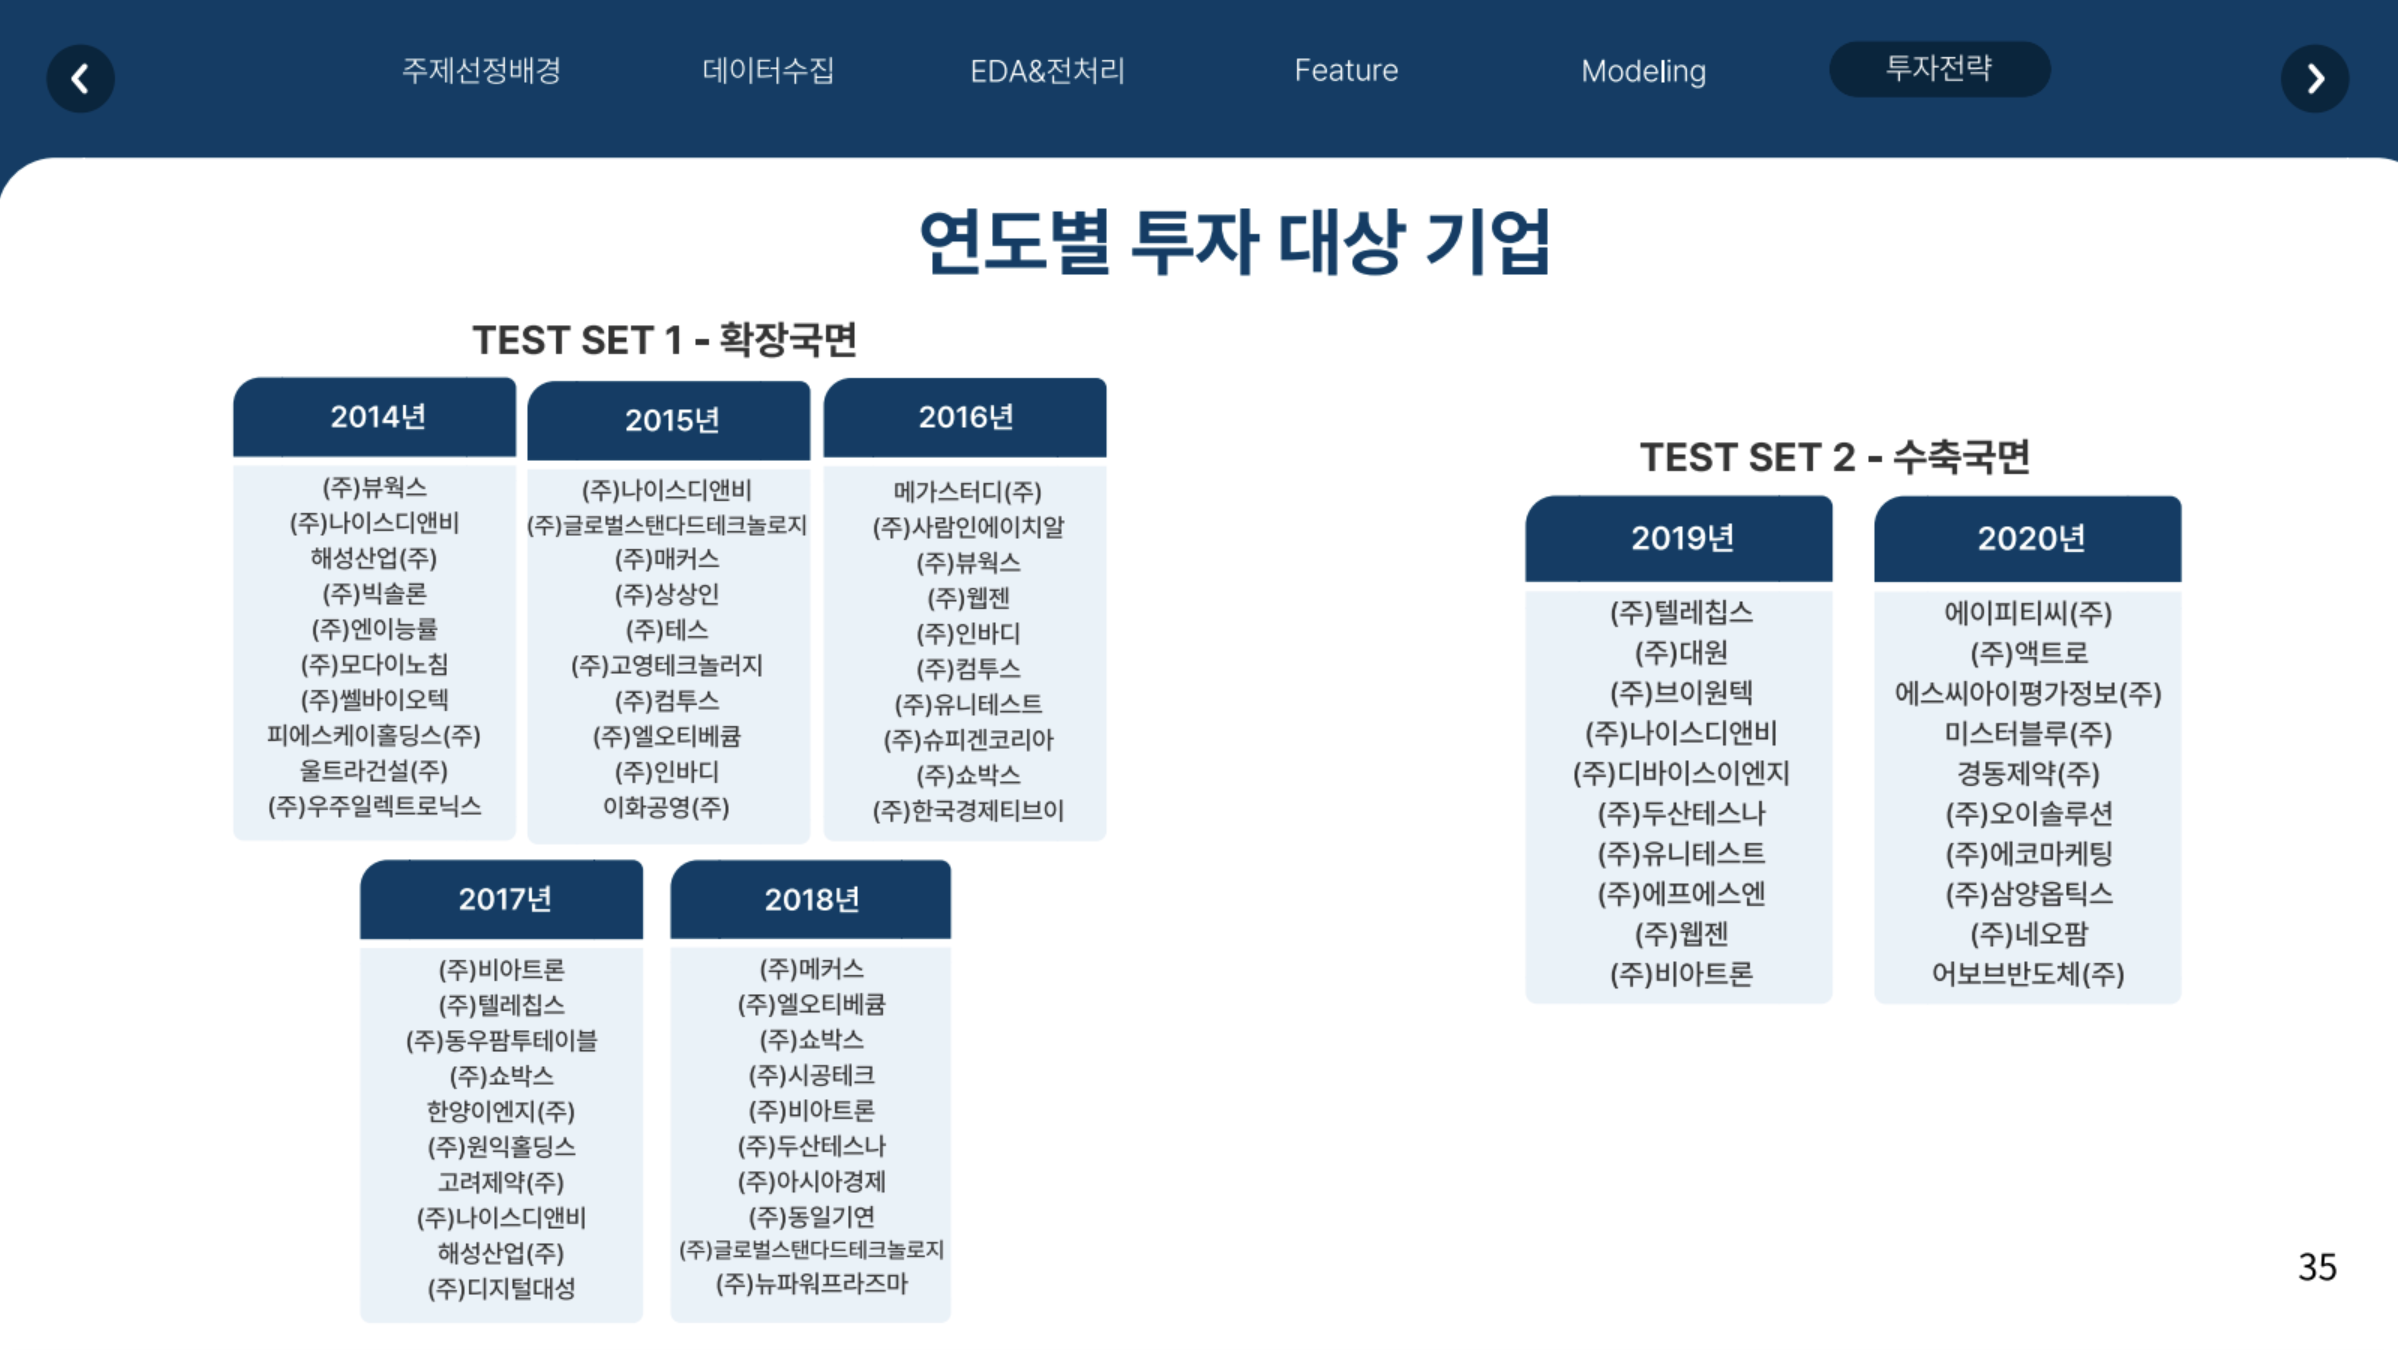 주제선정배경
데이터수집
EDA&전처리
Feature
Modeling
투자전략
연도별 투자 대상 기업
TEST SET 1 - 확장국면
2014년
(주)뷰웍스
(주)나이스디앤비
해성산업(주)
(주)빅솔론
(주)엔이능률
(주)모다이노칩
(주)쎌바이오텍
피에스케이홀딩스(주)
울트라건설(주)
(주)우주일렉트로닉스
2015년
(주)나이스디앤비
(주)글로벌스탠다드테크놀로지
(주)매커스
(주)상상인
(주)테스
(주)고영테크놀러지
(주)컴투스
(주)엘오티베큠
(주)인바디
이화공영(주)
2016년
메가스터디(주)
(주)사람인에이치알
(주)뷰웍스
(주)웹젠
(주)인바디
(주)컴투스
(주)유니테스트
(주)슈피겐코리아
(주)쇼박스
(주)한국경제티브이
2017년
(주)비아트론
(주)텔레칩스
(주)동우팜투테이블
(주)쇼박스
한양이엔지(주)
(주)원익홀딩스
고려제약(주)
(주)나이스디앤비
해성산업(주)
(주)디지털대성
2018년
(주)메커스
(주)엘오티베큠
(주)쇼박스
(주)시공테크
(주)비아트론
(주)두산테스나
(주)아시아경제
(주)동일기연
(주)글로벌스탠다드테크놀로지
(주)뉴파워프라즈마
TEST SET 2 - 수축국면
2019년
(주)텔레칩스
(주)대원
(주)브이원텍
(주)나이스디앤비
(주)디바이스이엔지
(주)두산테스나
(주)유니테스트
(주)에프에스엔
(주)웹젠
(주)비아트론
2020년
에이피티씨(주)
(주)액트로
에스씨아이평가정보(주)
미스터블루(주)
경동제약(주)
(주)오이솔루션
(주)에코마케팅
(주)삼양옵틱스
(주)네오팜
어보브반도체(주)
35